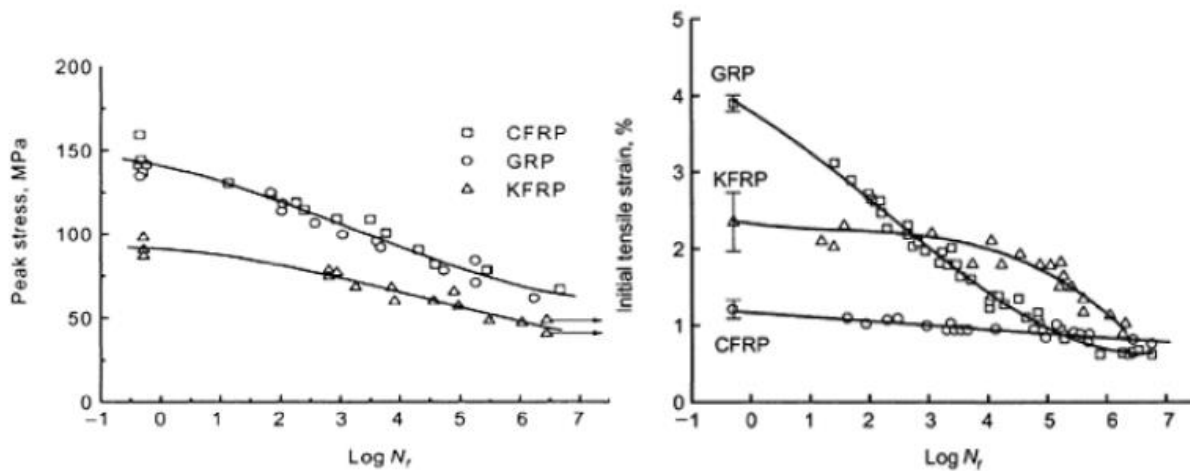 Peak stress, MPa
200
150
100
50
0
−1 0 1 2 3 4 5 6 7
Log Nf
CFRP
GRP
KFRP
Initial tensile strain, %
5
4
3
2
1
0
−1 0 1 2 3 4 5 6 7
Log Nf
GRP
KFRP
CFRP